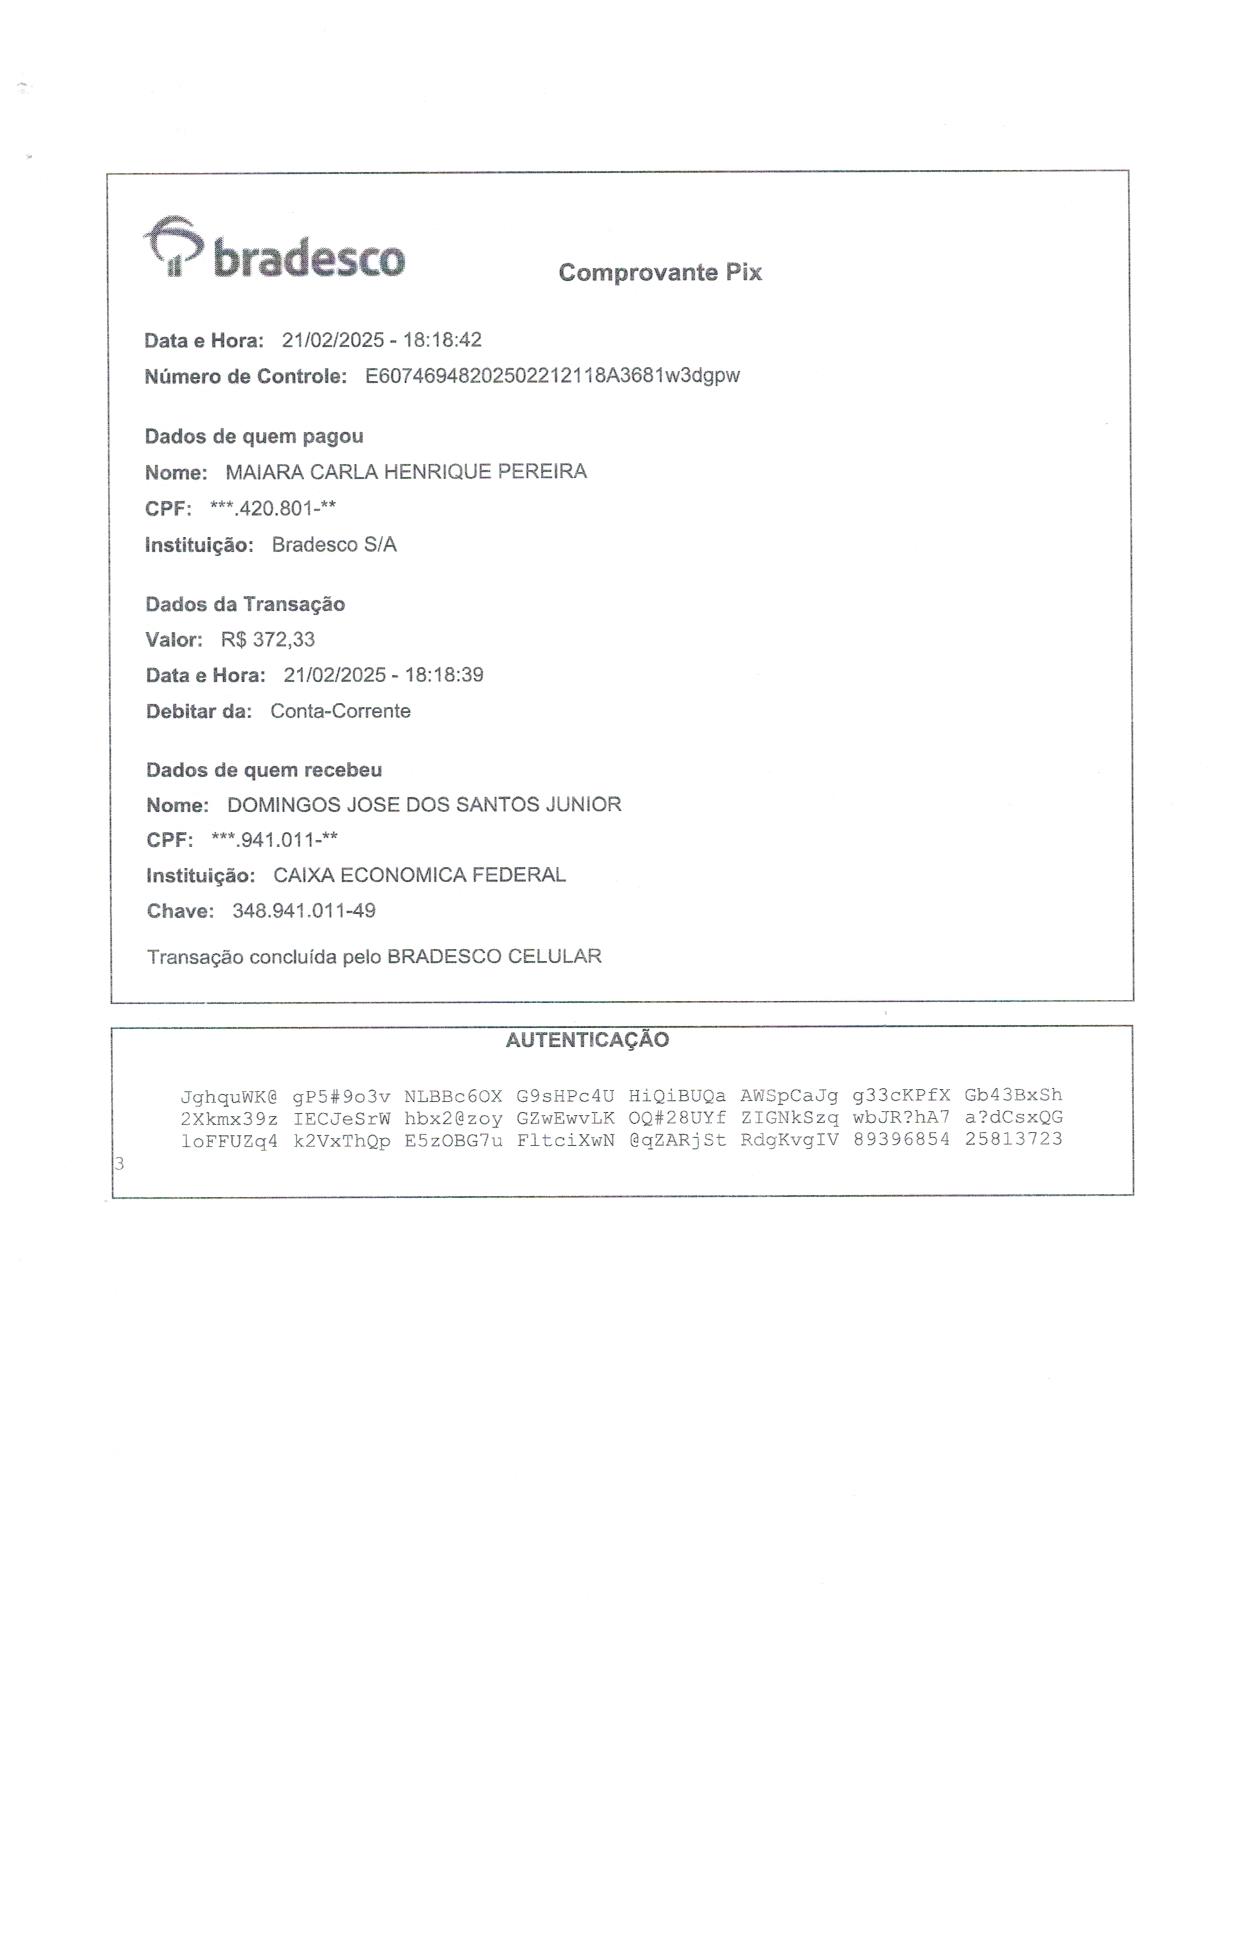 bradesco
Comprovante Pix
Data e Hora: 21/02/2025 - 18:18:42
Número de Controle: E60746948202502212118A3681w3dgpw
Dados de quem pagou
Nome: MAIARA CARLA HENRIQUE PEREIRA
CPF: ***.420.801-**
Instituição: Bradesco S/A
Dados da Transação
Valor: R$ 372,33
Data e Hora: 21/02/2025 - 18:18:39
Debitar da: Conta-Corrente
Dados de quem recebeu
Nome: DOMINGOS JOSE DOS SANTOS JUNIOR
CPF: ***.941.011-**
Instituição: CAIXA ECONOMICA FEDERAL
Chave: 348.941.011-49
Transação concluída pelo BRADESCO CELULAR
AUTENTICAÇÃO
JghquWK@ gP5#9o3v NLBBc6OX G9sHPc4U HiQiBUQa AWSpCaJg g33cKPfX Gb43BxSh
2Xkmx39z IECJeSrW hbx2@zoy GZwEwvLK OQ#28UYf ZIGNkSzq wbJR?hA7 a?dCsxQG
loFFUZq4 k2VxThQp E5zOBG7u FltciXwN @qZARjSt RdgKvgIV 89396854 25813723
3